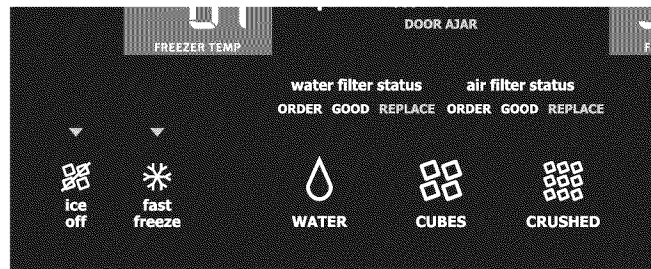 DOOR AJAR
FREEZER TEMP
water filter status air filter status
ORDER GOOD REPLACE ORDER GOOD REPLACE
ice off
fast freeze
WATER CUBES CRUSHED